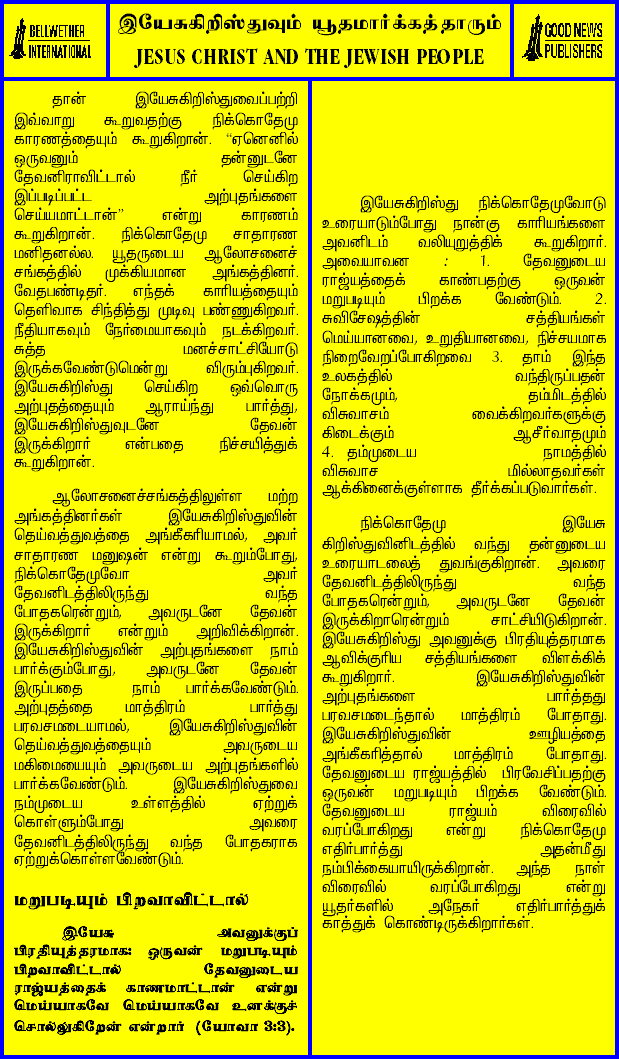 BELLWETHER
INTERNATIONAL
இயேசுகிறிஸ்துவும் யூதமார்க்கத்தாரும்
JESUS CHRIST AND THE JEWISH PEOPLE
GOOD NEWS
PUBLISHERS
தான் இயேசுகிறிஸ்துவைப்பற்றி
இவ்வாறு கூறுவதற்கு நிக்கொதேமு
காரணத்தையும் கூறுகிறான். “ஏனெனில்
ஒருவனும் தன்னுடனே
தேவனிராவிட்டால் நீர் செய்கிற
இப்படிப்பட்ட அற்புதங்களை
செய்யமாட்டான்” என்று காரணம்
கூறுகிறான். நிக்கொதேமு சாதாரண
மனிதனல்ல. யூதருடைய ஆலோசனைச்
சங்கத்தில் முக்கியமான அங்கத்தினர்.
வேதபண்டிதர். எந்தக் காரியத்தையும்
தெளிவாக சிந்தித்து முடிவு பண்ணுகிறவர்.
நீதியாகவும் நேர்மையாகவும் நடக்கிறவர்.
சுத்த மனச்சாட்சியோடு
இருக்கவேண்டுமென்று விரும்புகிறவர்.
இயேசுகிறிஸ்து செய்கிற ஒவ்வொரு
அற்புதத்தையும் ஆராய்ந்து பார்த்து,
இயேசுகிறிஸ்துவுடனே தேவன்
இருக்கிறார் என்பதை நிச்சயித்துக்
கூறுகிறான்.
ஆலோசனைச்சங்கத்திலுள்ள மற்ற
அங்கத்தினர்கள் இயேசுகிறிஸ்துவின்
தெய்வத்துவத்தை அங்கீகரியாமல், அவர்
சாதாரண மனுஷன் என்று கூறும்போது,
நிக்கொதேமுவோ அவர்
தேவனிடத்திலிருந்து வந்த
போதகரென்றும், அவருடனே தேவன்
இருக்கிறார் என்றும் அறிவிக்கிறான்.
இயேசுகிறிஸ்துவின் அற்புதங்களை நாம்
பார்க்கும்போது, அவருடனே தேவன்
இருப்பதை நாம் பார்க்கவேண்டும்.
அற்புதத்தை மாத்திரம் பார்த்து
பரவசமடையாமல், இயேசுகிறிஸ்துவின்
தெய்வத்துவத்தையும் அவருடைய
மகிமையையும் அவருடைய அற்புதங்களில்
பார்க்கவேண்டும். இயேசுகிறிஸ்துவை
நம்முடைய உள்ளத்தில் ஏற்றுக்
கொள்ளும்போது அவரை
தேவனிடத்திலிருந்து வந்த போதகராக
ஏற்றுக்கொள்ளவேண்டும்.
மறுபடியும் பிறவாவிட்டால்
இயேசு அவனுக்குப்
பிரதியுத்தரமாக: ஒருவன் மறுபடியும்
பிறவாவிட்டால் தேவனுடைய
ராஜ்யத்தைக் காணமாட்டான் என்று
மெய்யாகவே மெய்யாகவே உனக்குச்
சொல்லுகிறேன் என்றார் (யோவா 3:3).
இயேசுகிறிஸ்து நிக்கொதேமுவோடு
உரையாடும்போது நான்கு காரியங்களை
அவனிடம் வலியுறுத்திக் கூறுகிறார்.
அவையாவன : 1. தேவனுடைய
ராஜ்யத்தைக் காண்பதற்கு ஒருவன்
மறுபடியும் பிறக்க வேண்டும். 2.
சுவிசேஷத்தின் சத்தியங்கள்
மெய்யானவை, உறுதியானவை, நிச்சயமாக
நிறைவேறப்போகிறவை 3. தாம் இந்த
உலகத்தில் வந்திருப்பதன்
நோக்கமும், தம்மிடத்தில்
விசுவாசம் வைக்கிறவர்களுக்கு
கிடைக்கும் ஆசீர்வாதமும்
4. தம்முடைய நாமத்தில்
விசுவாச மில்லாதவர்கள்
ஆக்கினைக்குள்ளாக தீர்க்கப்படுவார்கள்.
நிக்கொதேமு இயேசு
கிறிஸ்துவினிடத்தில் வந்து தன்னுடைய
உரையாடலைத் துவங்குகிறான். அவரை
தேவனிடத்திலிருந்து வந்த
போதகரென்றும், அவருடனே தேவன்
இருக்கிறாரென்றும் சாட்சியிடுகிறான்.
இயேசுகிறிஸ்து அவனுக்கு பிரதியுத்தரமாக
ஆவிக்குரிய சத்தியங்களை விளக்கிக்
கூறுகிறார். இயேசுகிறிஸ்துவின்
அற்புதங்களை பார்த்தது
பரவசமடைந்தால் மாத்திரம் போதாது.
இயேசுகிறிஸ்துவின் ஊழியத்தை
அங்கீகரித்தால் மாத்திரம் போதாது.
தேவனுடைய ராஜ்யத்தில் பிரவேசிப்பதற்கு
ஒருவன் மறுபடியும் பிறக்க வேண்டும்.
தேவனுடைய ராஜ்யம் விரைவில்
வரப்போகிறது என்று நிக்கொதேமு
எதிர்பார்த்து அதன்மீது
நம்பிக்கையாயிருக்கிறான். அந்த நாள்
விரைவில் வரப்போகிறது என்று
யூதர்களில் அநேகர் எதிர்பார்த்துக்
காத்துக் கொண்டிருக்கிறார்கள்.